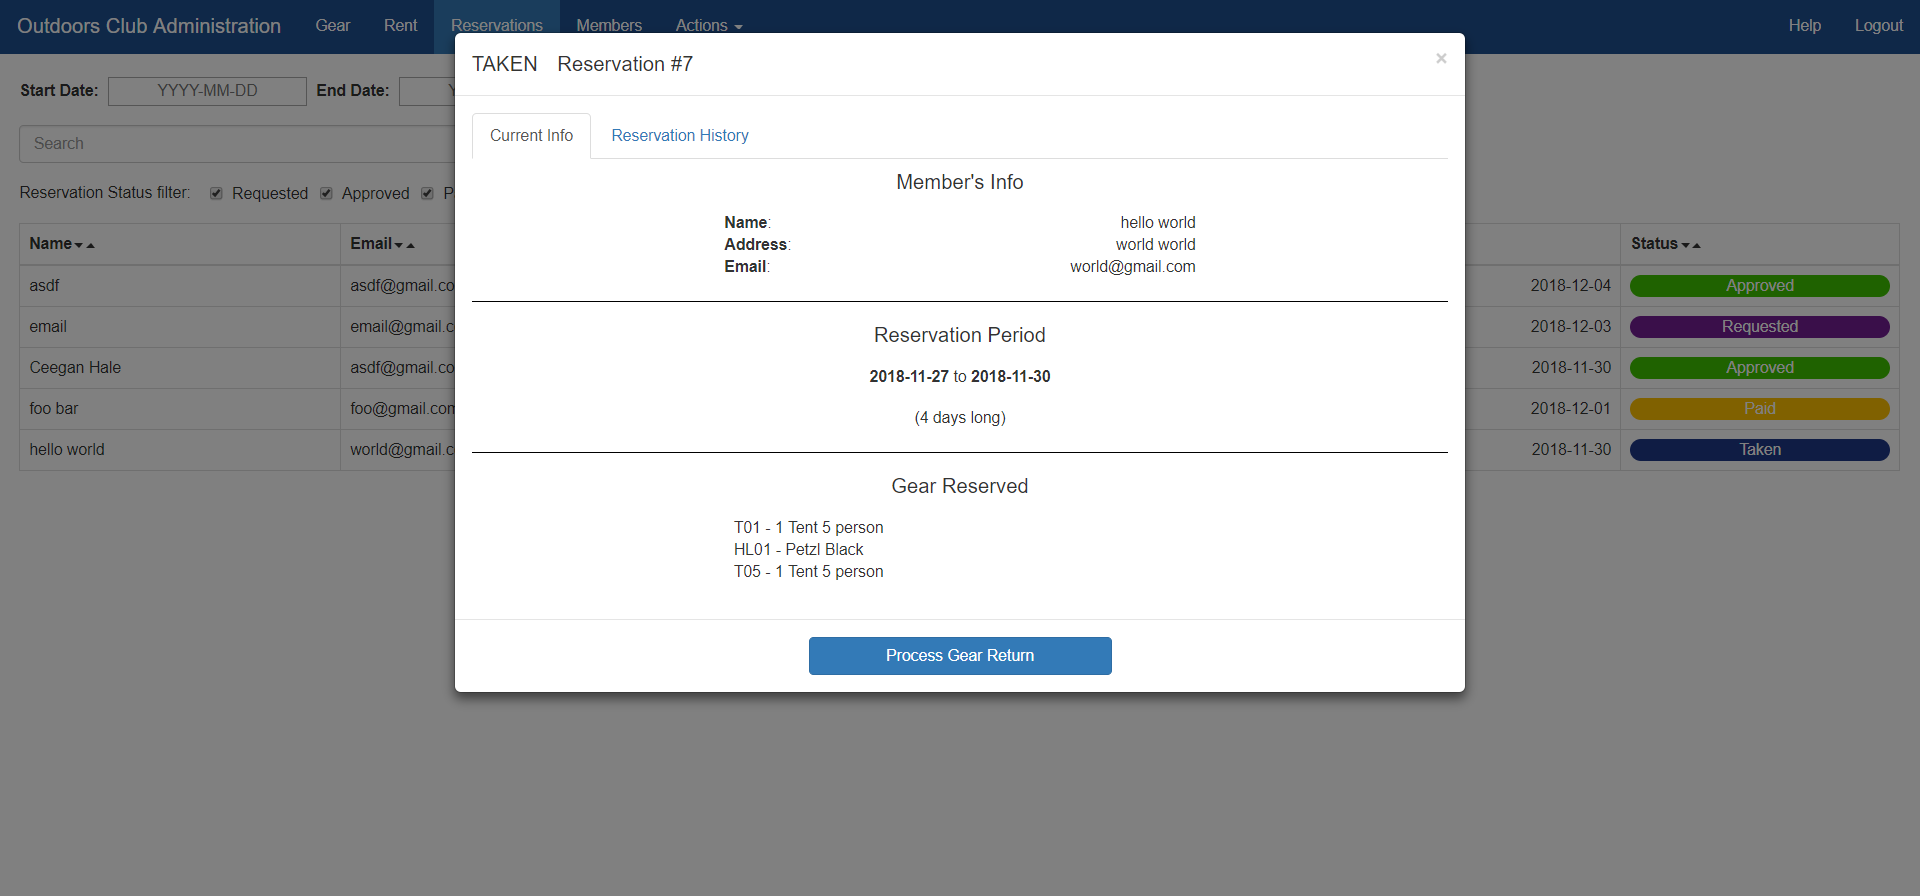 Outdoors Club Administration Gear Rent Reservations Members Actions Help Logout
TAKEN Reservation #7 ×
Start Date: YYYY-MM-DD End Date: Y
Current Info Reservation History
Search
Member's Info
Reservation Status filter: Requested Approved P
Name: hello world
Address: world world
Email: world@gmail.com
Name Email Status
asdf asdf@gmail.co 2018-12-04 Approved
email email@gmail.c 2018-12-03 Requested
Ceegan Hale asdf@gmail.co 2018-11-30 Approved
foo bar foo@gmail.com 2018-12-01 Paid
hello world world@gmail.c 2018-11-30 Taken
Reservation Period
2018-11-27 to 2018-11-30
(4 days long)
Gear Reserved
T01 - 1 Tent 5 person
HL01 - Petzl Black
T05 - 1 Tent 5 person
Process Gear Return